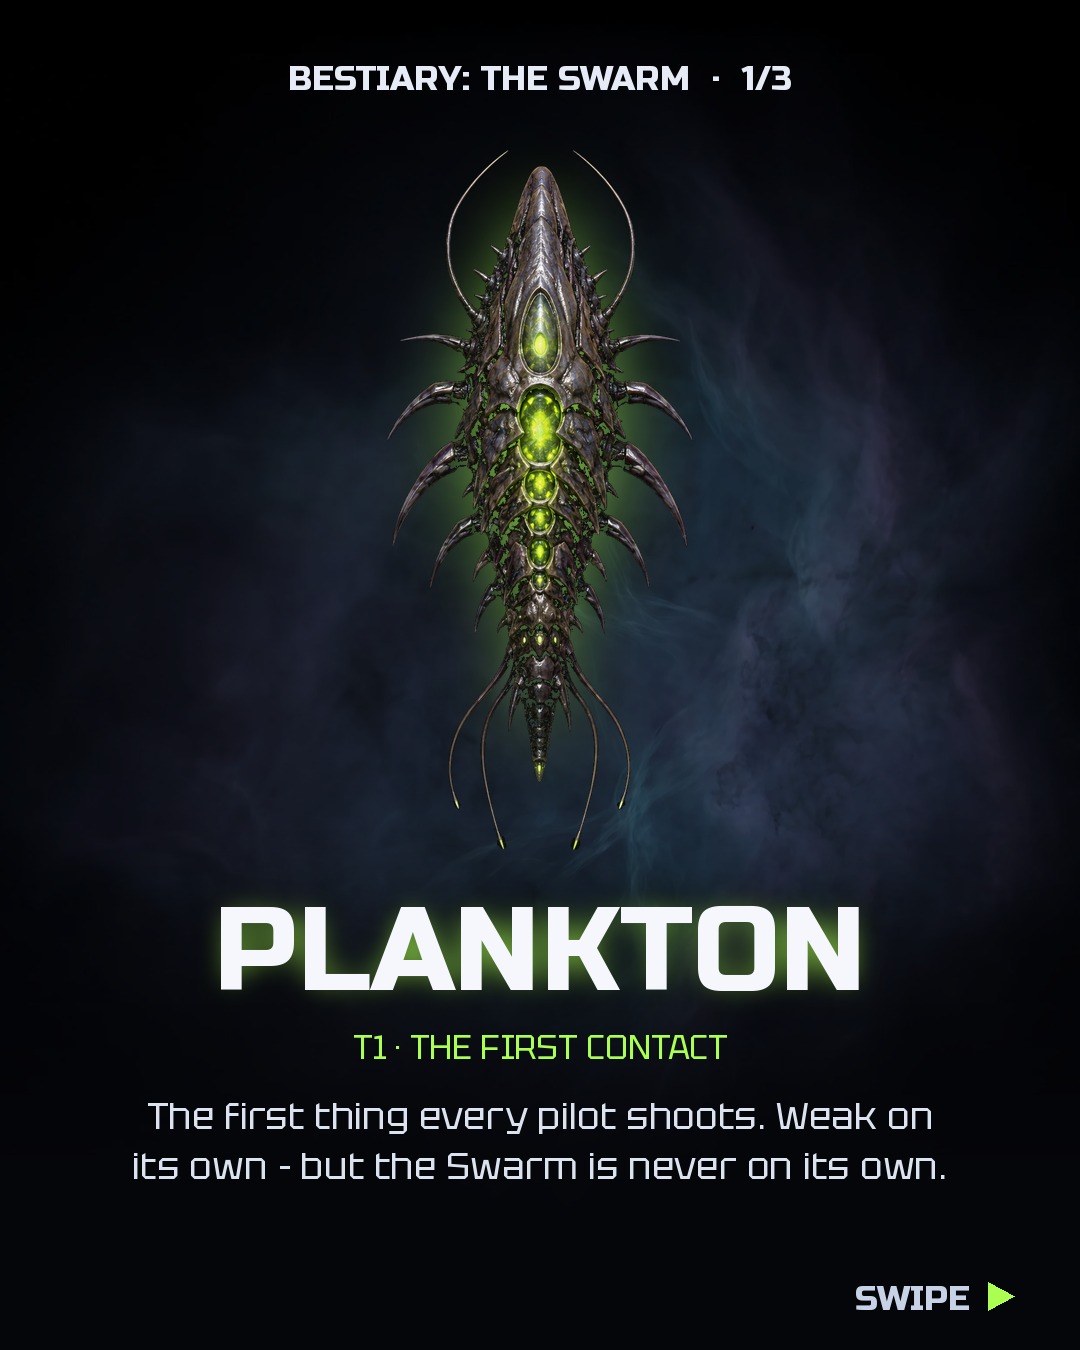 BESTIARY: THE SWARM · 1/3
PLANKTON
T1 · THE FIRST CONTACT
The first thing every pilot shoots. Weak on
its own - but the Swarm is never on its own.
SWIPE